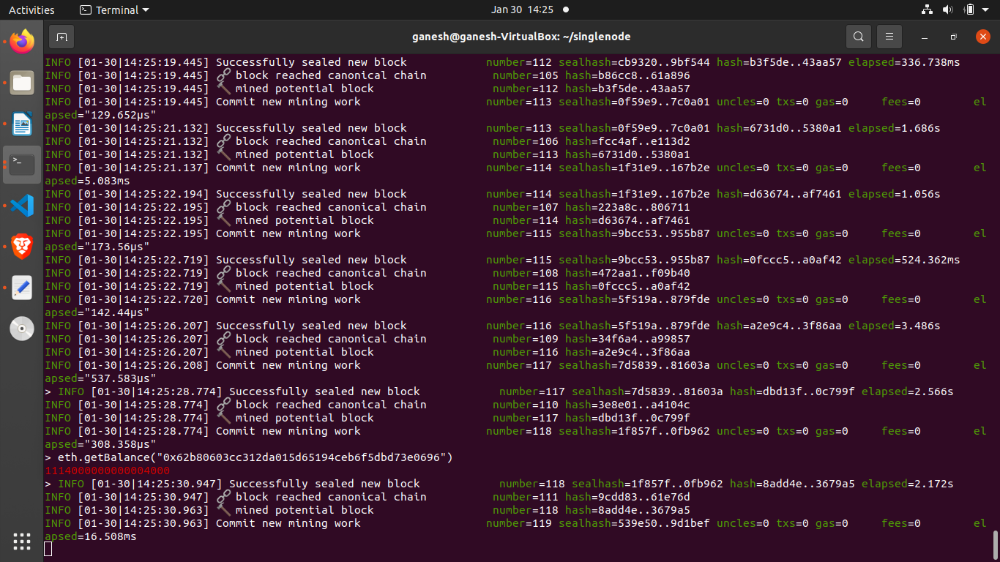 Activities
Terminal
Jan 30 14:25
ganesh@ganesh-VirtualBox: ~/singlenode
INFO [01-30|14:25:19.445] Successfully sealed new block number=112 sealhash=cb9320..9bf544 hash=b3f5de..43aa57 elapsed=336.738ms
INFO [01-30|14:25:19.445] 🔗 block reached canonical chain number=105 hash=b86cc8..61a896
INFO [01-30|14:25:19.445] 🔨 mined potential block number=112 hash=b3f5de..43aa57
INFO [01-30|14:25:19.445] Commit new mining work number=113 sealhash=0f59e9..7c0a01 uncles=0 txs=0 gas=0 fees=0 el
apsed="129.652µs"
INFO [01-30|14:25:21.132] Successfully sealed new block number=113 sealhash=0f59e9..7c0a01 hash=6731d0..5380a1 elapsed=1.686s
INFO [01-30|14:25:21.132] 🔗 block reached canonical chain number=106 hash=fcc4af..e113d2
INFO [01-30|14:25:21.132] 🔨 mined potential block number=113 hash=6731d0..5380a1
INFO [01-30|14:25:21.137] Commit new mining work number=114 sealhash=1f31e9..167b2e uncles=0 txs=0 gas=0 fees=0 el
apsed=5.083ms
INFO [01-30|14:25:22.194] Successfully sealed new block number=114 sealhash=1f31e9..167b2e hash=d63674..af7461 elapsed=1.056s
INFO [01-30|14:25:22.195] 🔗 block reached canonical chain number=107 hash=223a8c..806711
INFO [01-30|14:25:22.195] 🔨 mined potential block number=114 hash=d63674..af7461
INFO [01-30|14:25:22.195] Commit new mining work number=115 sealhash=9bcc53..955b87 uncles=0 txs=0 gas=0 fees=0 el
apsed="173.56µs"
INFO [01-30|14:25:22.719] Successfully sealed new block number=115 sealhash=9bcc53..955b87 hash=0fccc5..a0af42 elapsed=524.362ms
INFO [01-30|14:25:22.719] 🔗 block reached canonical chain number=108 hash=472aa1..f09b40
INFO [01-30|14:25:22.719] 🔨 mined potential block number=115 hash=0fccc5..a0af42
INFO [01-30|14:25:22.720] Commit new mining work number=116 sealhash=5f519a..879fde uncles=0 txs=0 gas=0 fees=0 el
apsed="142.44µs"
INFO [01-30|14:25:26.207] Successfully sealed new block number=116 sealhash=5f519a..879fde hash=a2e9c4..3f86aa elapsed=3.486s
INFO [01-30|14:25:26.207] 🔗 block reached canonical chain number=109 hash=34f6a4..a99857
INFO [01-30|14:25:26.207] 🔨 mined potential block number=116 hash=a2e9c4..3f86aa
INFO [01-30|14:25:26.208] Commit new mining work number=117 sealhash=7d5839..81603a uncles=0 txs=0 gas=0 fees=0 el
apsed="537.583µs"
> INFO [01-30|14:25:28.774] Successfully sealed new block number=117 sealhash=7d5839..81603a hash=dbd13f..0c799f elapsed=2.566s
INFO [01-30|14:25:28.774] 🔗 block reached canonical chain number=110 hash=3e8e01..a4104c
INFO [01-30|14:25:28.774] 🔨 mined potential block number=117 hash=dbd13f..0c799f
INFO [01-30|14:25:28.774] Commit new mining work number=118 sealhash=1f857f..0fb962 uncles=0 txs=0 gas=0 fees=0 el
apsed="308.358µs"
> eth.getBalance("0x62b80603cc312da015d65194ceb6f5dbd73e0696")
1114000000000004000
> INFO [01-30|14:25:30.947] Successfully sealed new block number=118 sealhash=1f857f..0fb962 hash=8add4e..3679a5 elapsed=2.172s
INFO [01-30|14:25:30.947] 🔗 block reached canonical chain number=111 hash=9cdd83..61e76d
INFO [01-30|14:25:30.963] 🔨 mined potential block number=118 hash=8add4e..3679a5
INFO [01-30|14:25:30.963] Commit new mining work number=119 sealhash=539e50..9d1bef uncles=0 txs=0 gas=0 fees=0 el
apsed=16.508ms